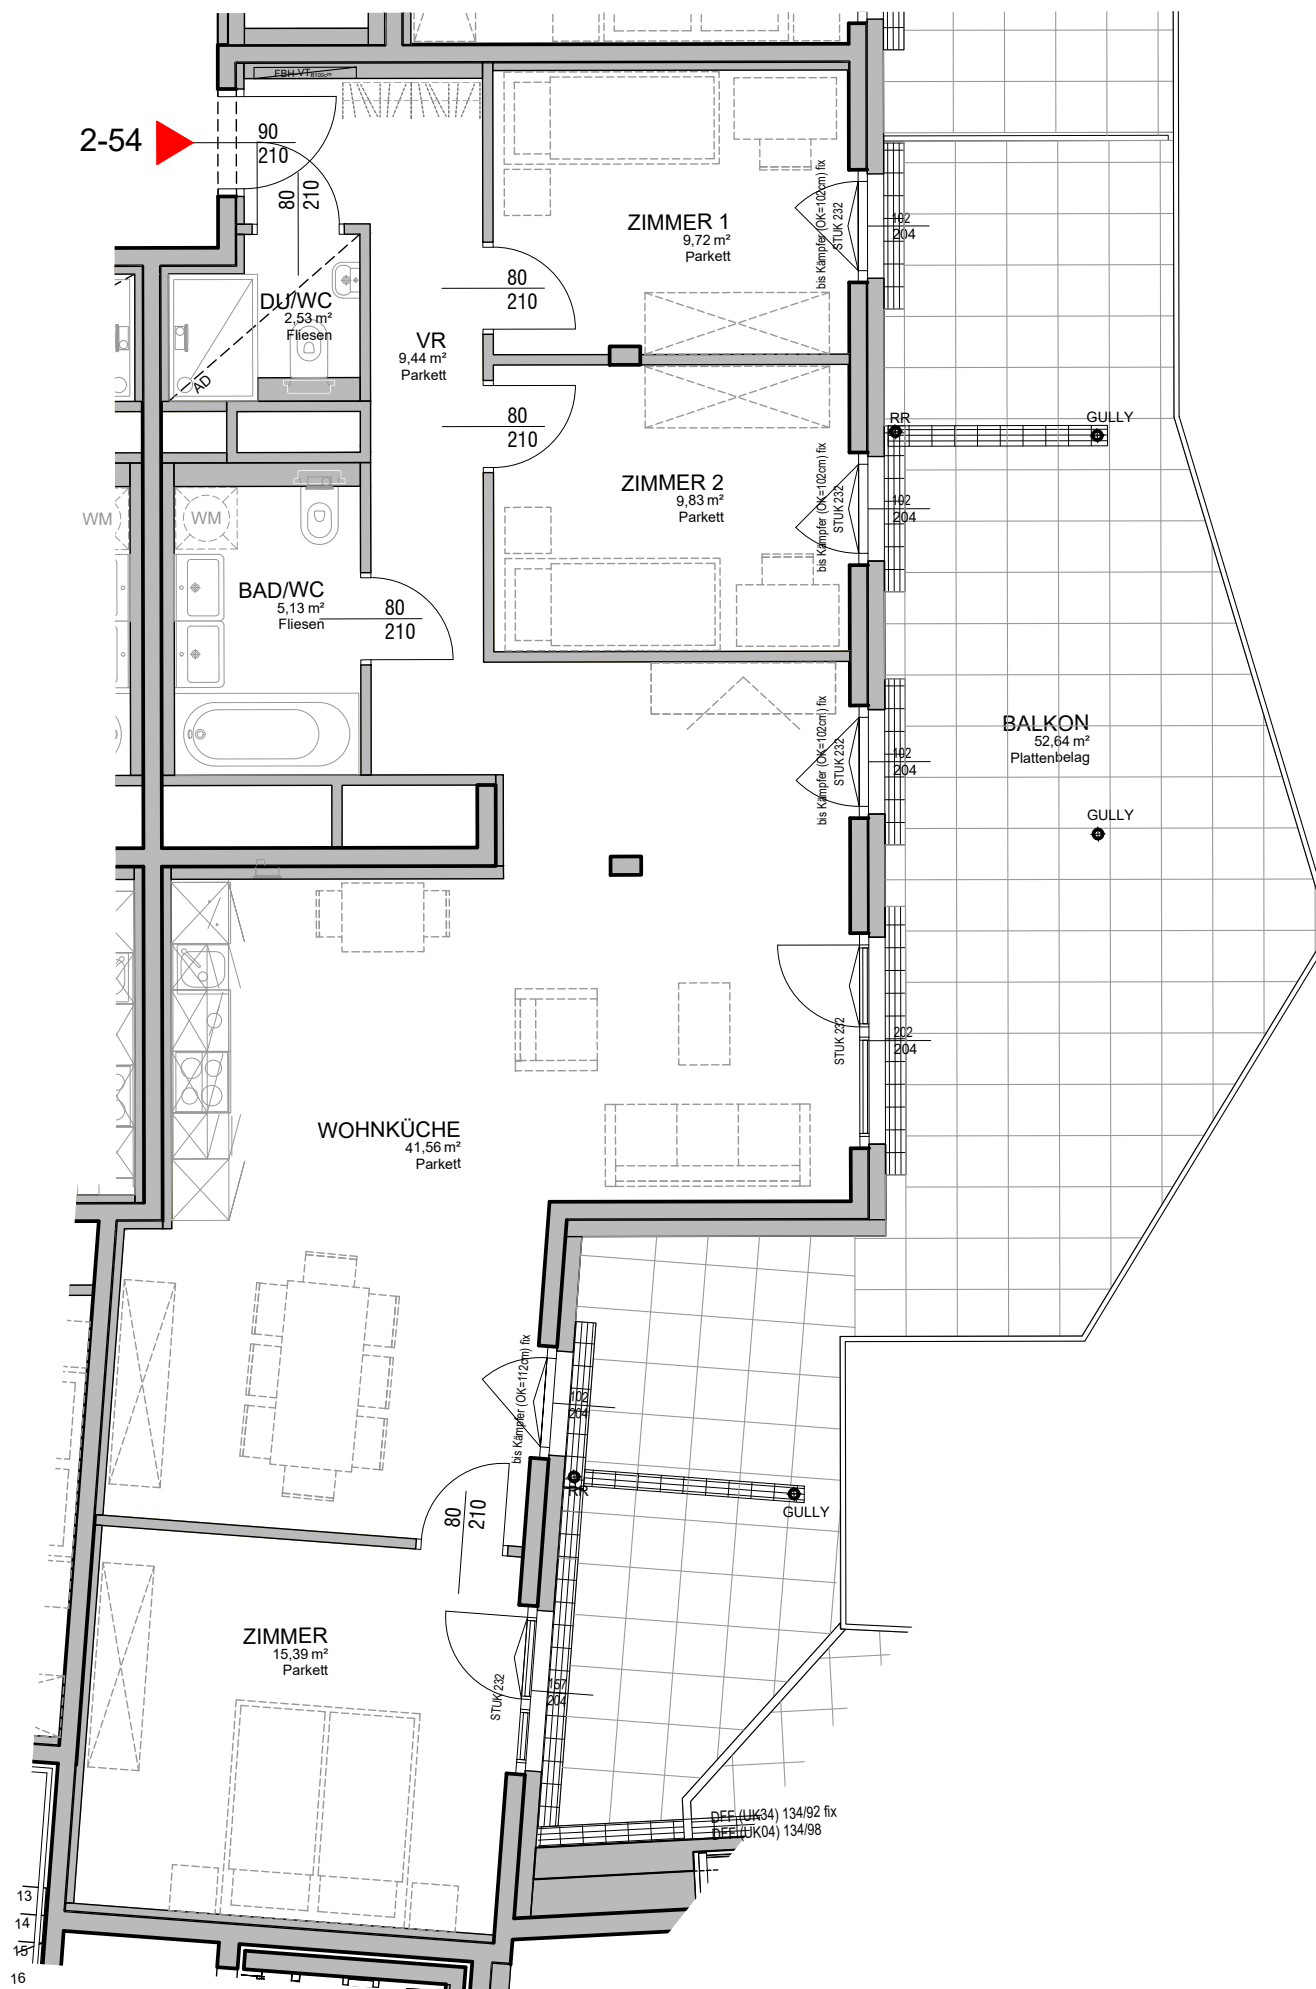 FBH-VT B100cm
2-54
90
210
80
210
ZIMMER 1
9,72 m²
Parkett
bis Kämpfer (OK=102cm) fix
STUK 232
102
204
DU/WC
2,53 m²
Fliesen
AD
80
210
VR
9,44 m²
Parkett
80
210
RR
GULLY
ZIMMER 2
9,83 m²
Parkett
bis Kämpfer (OK=102cm) fix
STUK 232
102
204
WM
WM
BAD/WC
5,13 m²
Fliesen
80
210
bis Kämpfer (OK=102cm) fix
STUK 232
102
204
BALKON
52,64 m²
Plattenbelag
GULLY
STUK 232
202
204
WOHNKÜCHE
41,56 m²
Parkett
bis Kämpfer (OK=112cm) fix
102
204
RR
GULLY
80
210
ZIMMER
15,39 m²
Parkett
STUK 232
167
204
DFF (UK34) 134/92 fix
DFF (UK04) 134/98
13
14
15
16